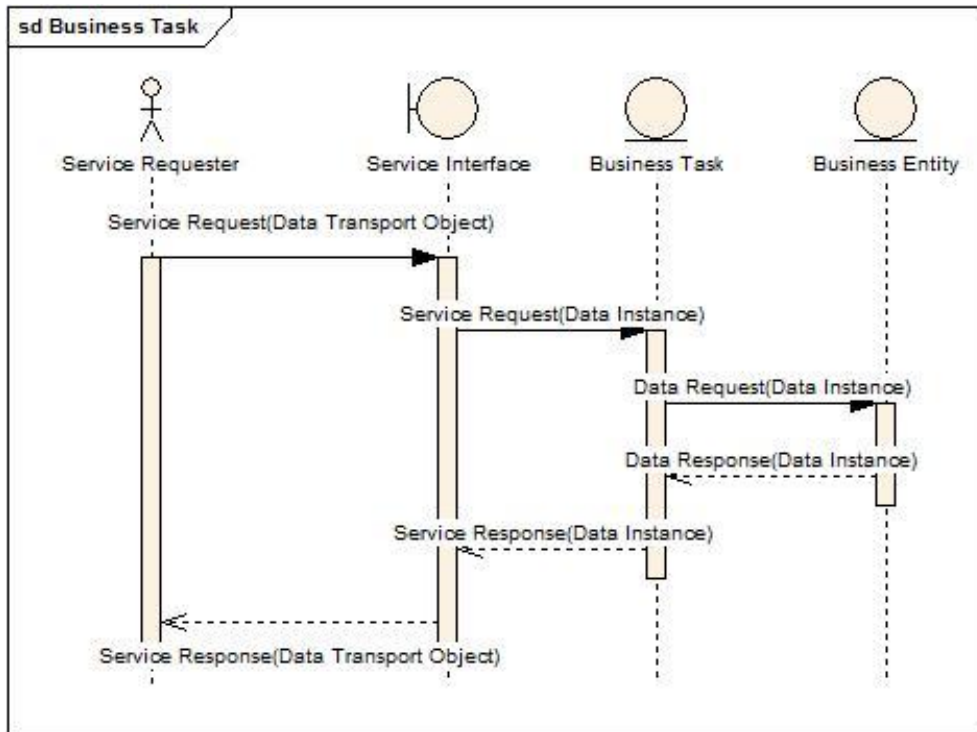 sd Business Task
Service Requester
Service Interface
Business Task
Business Entity
Service Request(Data Transport Object)
Service Request(Data Instance)
Data Request(Data Instance)
Data Response(Data Instance)
Service Response(Data Instance)
Service Response(Data Transport Object)